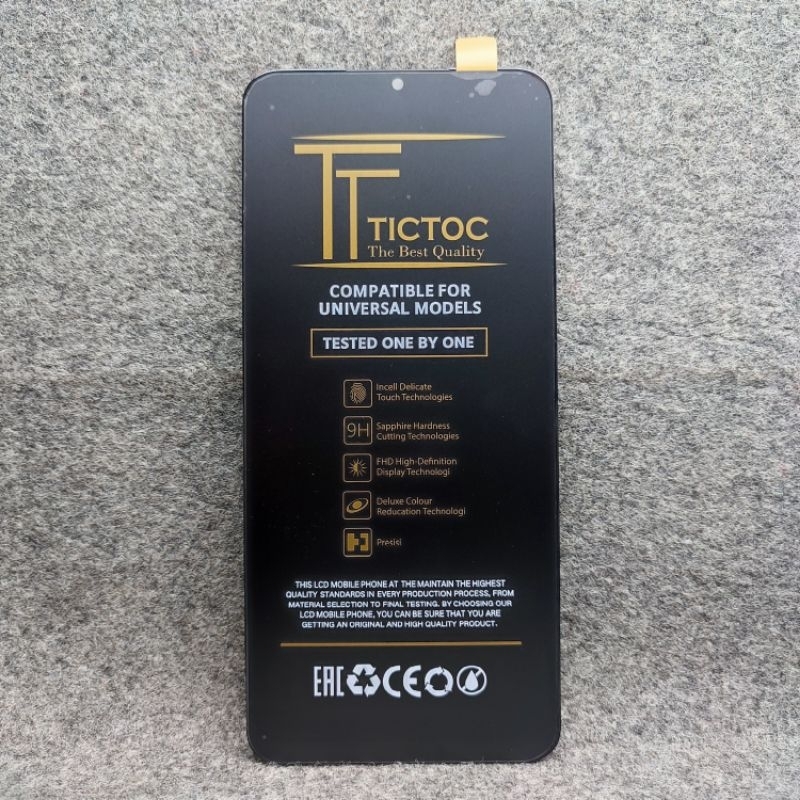 TT
TICTOC
The Best Quality
COMPATIBLE FOR
UNIVERSAL MODELS
TESTED ONE BY ONE
Incell Delicate
Touch Technologies
9H
Sapphire Hardness
Cutting Technologies
FHD High-Definition
Display Technologi
Deluxe Colour
Reducation Technologi
Presisi
THIS LCD MOBILE PHONE AT THE MAINTAIN THE HIGHEST
QUALITY STANDARDS IN EVERY PRODUCTION PROCESS, FROM
MATERIAL SELECTION TO FINAL TESTING. BY CHOOSING OUR
LCD MOBILE PHONE, YOU CAN BE SURE THAT YOU ARE
GETTING AN ORIGINAL AND HIGH QUALITY PRODUCT.
EAC CE